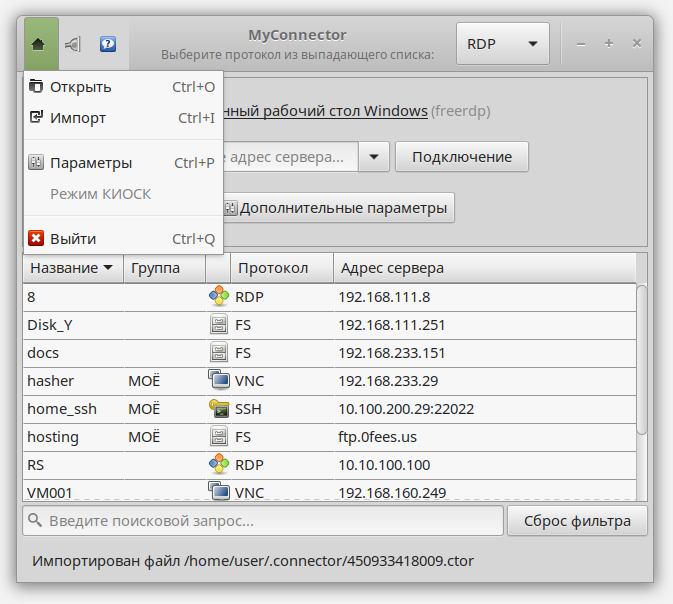 MyConnector
Выберите протокол из выпадающего списка:
RDP
Открыть Ctrl+O
Импорт Ctrl+I
Параметры Ctrl+P
Режим КИОСК
Выйти Ctrl+Q
рабочий стол Windows (freerdp)
адрес сервера...
Подключение
Дополнительные параметры
Название Группа Протокол Адрес сервера
8 RDP 192.168.111.8
Disk_Y FS 192.168.111.251
docs FS 192.168.233.151
hasher МОЁ VNC 192.168.233.29
home_ssh МОЁ SSH 10.100.200.29:22022
hosting МОЁ FS ftp.0fees.us
RS RDP 10.10.100.100
VM001 VNC 192.168.160.249
Введите поисковой запрос...
Сброс фильтра
Импортирован файл /home/user/.connector/450933418009.ctor